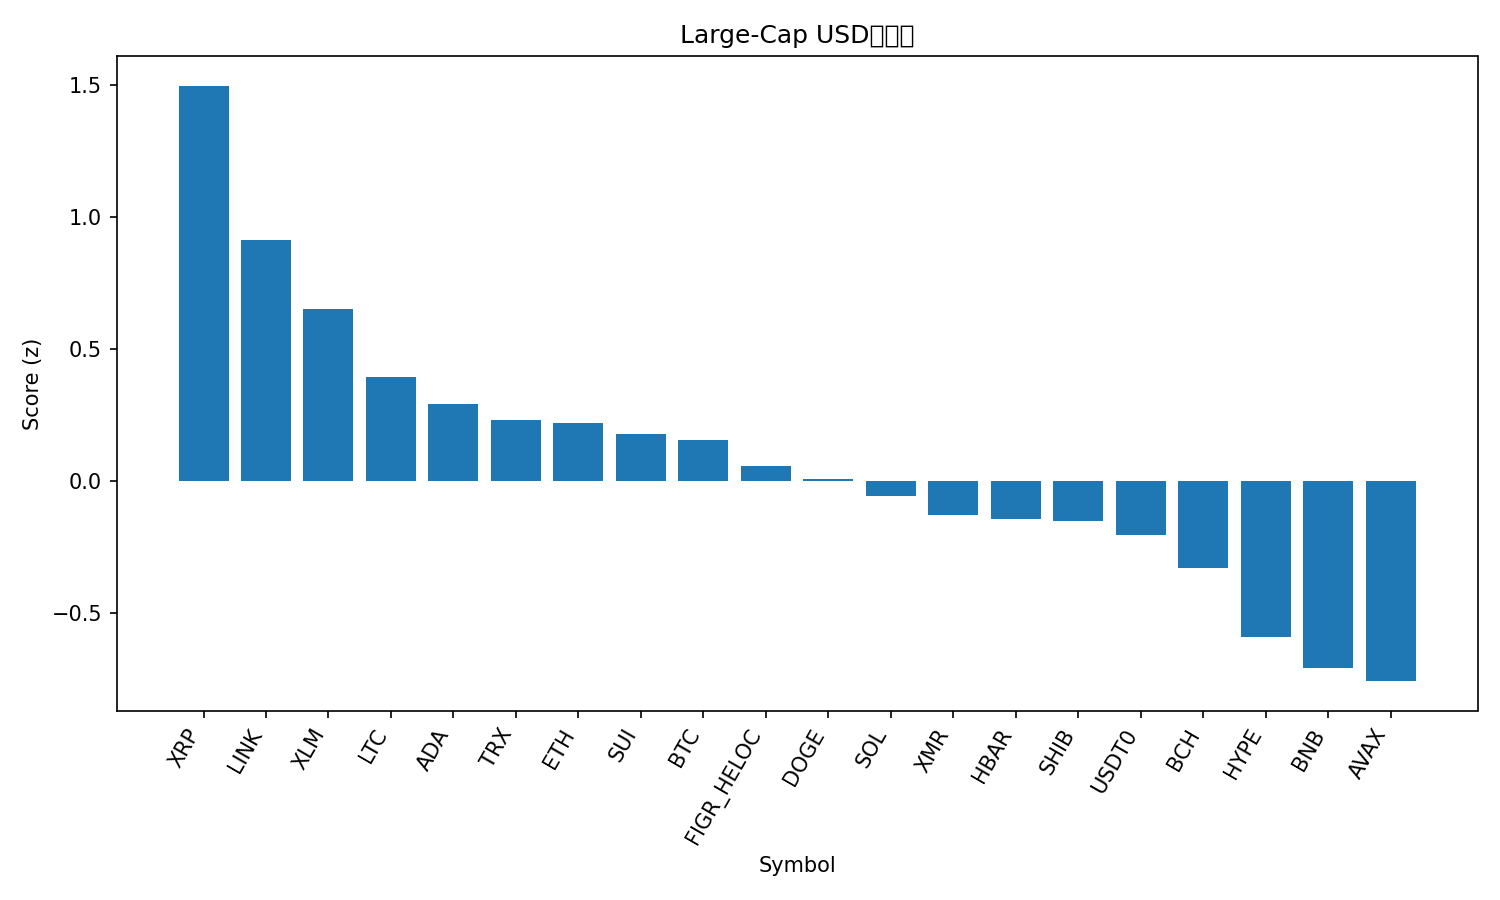 Large-Cap USD
Score (z)
1.5
1.0
0.5
0.0
−0.5
XRP
LINK
XLM
LTC
ADA
TRX
ETH
SUI
BTC
FIGR_HELOC
DOGE
SOL
XMR
HBAR
SHIB
USDT0
BCH
HYPE
BNB
AVAX
Symbol